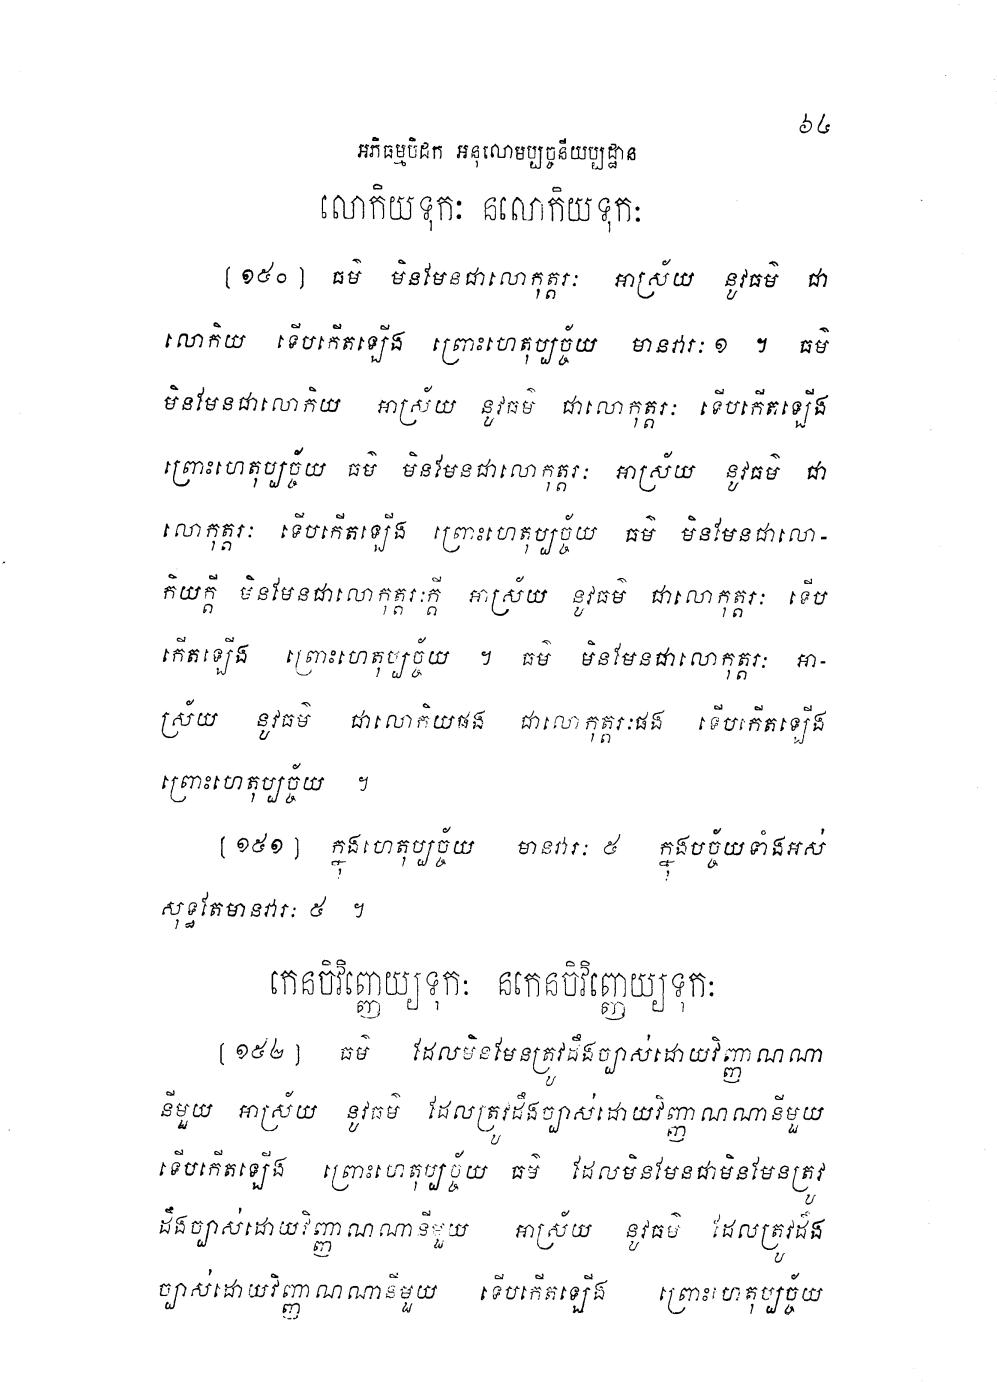 ៦៤
អភិធម្មបិដក អនុលោមប្បច្ចនីយប្បដ្ឋាន
លោកិយទុកៈ នលោកិយទុកៈ
[១៥០] ធម៌ មិនមែនជាលោកុត្តរៈ អាស្រ័យ នូវធម៌ ជា
លោកិយ ទើបកើតឡើង ព្រោះហេតុប្បច្ច័យ មានវារៈ ១ ។ ធម៌
មិនមែនជាលោកិយ អាស្រ័យ នូវធម៌ ជាលោកុត្តរៈ ទើបកើតឡើង
ព្រោះហេតុប្បច្ច័យ ធម៌ មិនមែនជាលោកុត្តរៈ អាស្រ័យ នូវធម៌ ជា
លោកុត្តរៈ ទើបកើតឡើង ព្រោះហេតុប្បច្ច័យ ធម៌ មិនមែនជាលោ-
កិយក្តី មិនមែនជាលោកុត្តរៈក្តី អាស្រ័យ នូវធម៌ ជាលោកុត្តរៈ ទើប
កើតឡើង ព្រោះហេតុប្បច្ច័យ ។ ធម៌ មិនមែនជាលោកុត្តរៈ អា-
ស្រ័យ នូវធម៌ ជាលោកិយផង ជាលោកុត្តរៈផង ទើបកើតឡើង
ព្រោះហេតុប្បច្ច័យ ។
[១៥១] ក្នុងហេតុប្បច្ច័យ មានវារៈ ៥ ក្នុងបច្ច័យទាំងអស់
សុទ្ធតែមានវារៈ ៥ ។
កេនចិវិញ្ញេយ្យទុកៈ នកេនចិវិញ្ញេយ្យទុកៈ
[១៥២] ធម៌ ដែលមិនមែនត្រូវដឹងច្បាស់ដោយវិញ្ញាណណា
នីមួយ អាស្រ័យ នូវធម៌ ដែលត្រូវដឹងច្បាស់ដោយវិញ្ញាណណានីមួយ
ទើបកើតឡើង ព្រោះហេតុប្បច្ច័យ ធម៌ ដែលមិនមែនជាមិនមែនត្រូវ
ដឹងច្បាស់ដោយវិញ្ញាណណានីមួយ អាស្រ័យ នូវធម៌ ដែលត្រូវដឹង
ច្បាស់ដោយវិញ្ញាណណានីមួយ ទើបកើតឡើង ព្រោះហេតុប្បច្ច័យ